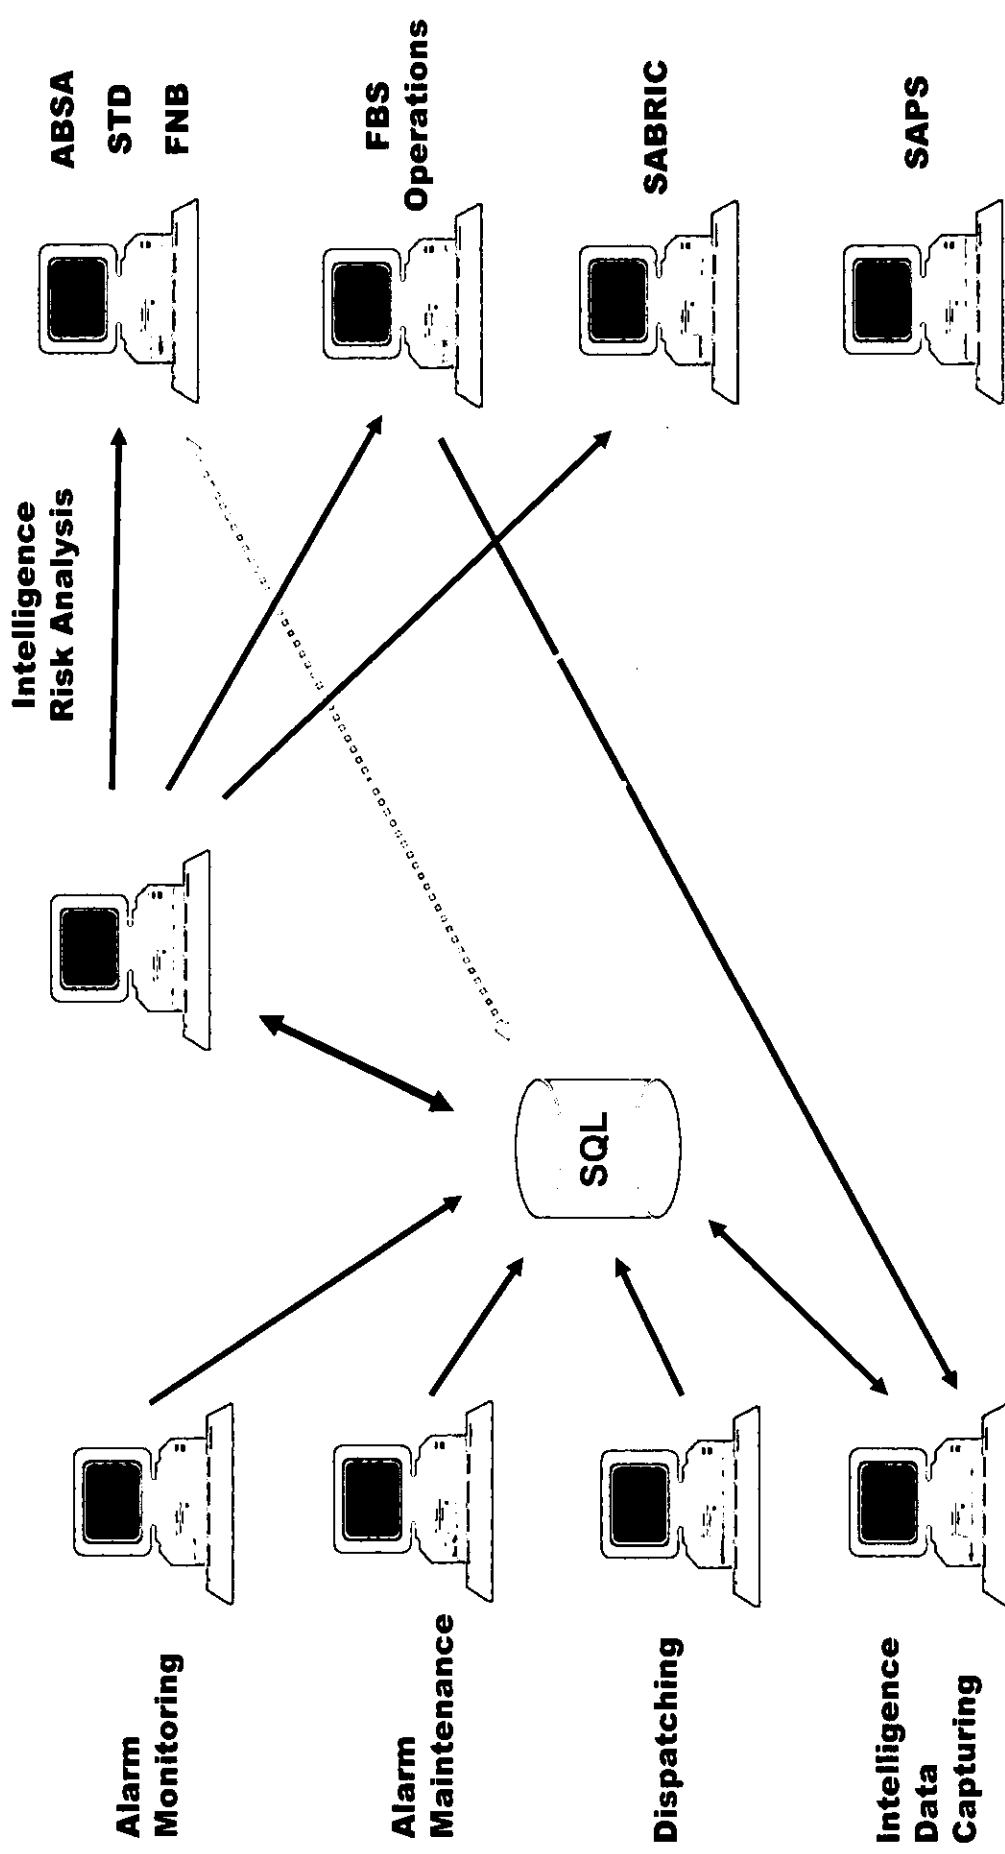 Alarm
Monitoring
Alarm
Maintenance
Dispatching
Intelligence
Data
Capturing
SQL
Intelligence
Risk Analysis
ABSA
STD
FNB
FBS
Operations
SABRIC
SAPS